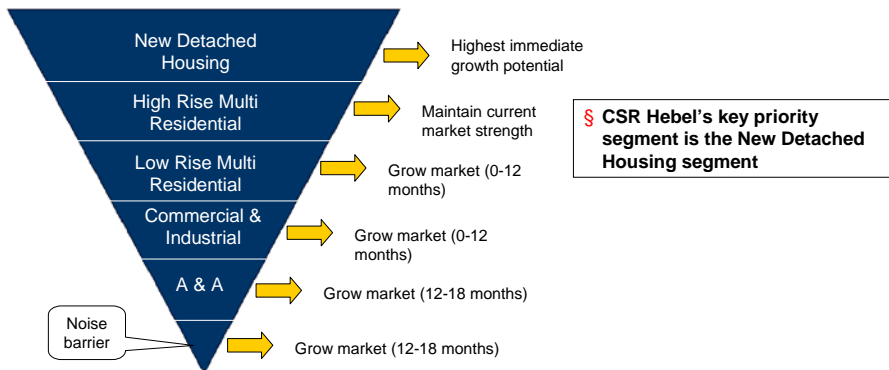 New Detached
Housing
Highest immediate
growth potential
High Rise Multi
Residential
Maintain current
market strength
§ CSR Hebel’s key priority
segment is the New Detached
Housing segment
Low Rise Multi
Residential
Grow market (0-12
months)
Commercial &
Industrial
Grow market (0-12
months)
A & A
Grow market (12-18 months)
Noise
barrier
Grow market (12-18 months)